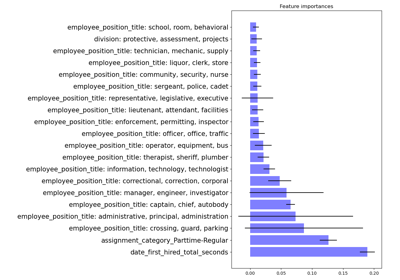 Feature importances
employee_position_title: school, room, behavioral
division: protective, assessment, projects
employee_position_title: technician, mechanic, supply
employee_position_title: liquor, clerk, store
employee_position_title: community, security, nurse
employee_position_title: sergeant, police, cadet
employee_position_title: representative, legislative, executive
employee_position_title: lieutenant, attendant, facilities
employee_position_title: enforcement, permitting, inspector
employee_position_title: officer, office, traffic
employee_position_title: operator, equipment, bus
employee_position_title: therapist, sheriff, plumber
employee_position_title: information, technology, technologist
employee_position_title: correctional, correction, corporal
employee_position_title: manager, engineer, investigator
employee_position_title: captain, chief, autobody
employee_position_title: administrative, principal, administration
employee_position_title: crossing, guard, parking
assignment_category_Parttime-Regular
date_first_hired_total_seconds
0.00 0.05 0.10 0.15 0.20